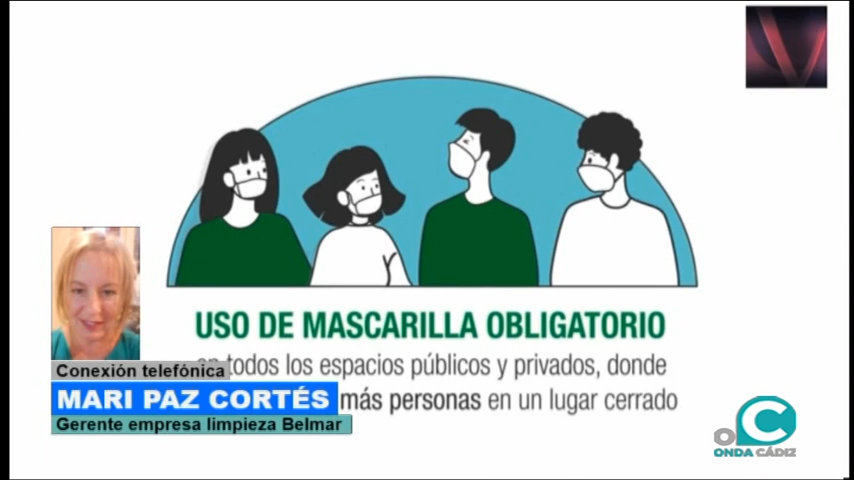 USO DE MASCARILLA OBLIGATORIO
en todos los espacios públicos y privados, donde
más personas en un lugar cerrado
Conexión telefónica
MARI PAZ CORTÉS
Gerente empresa limpieza Belmar
ONDA CÁDIZ